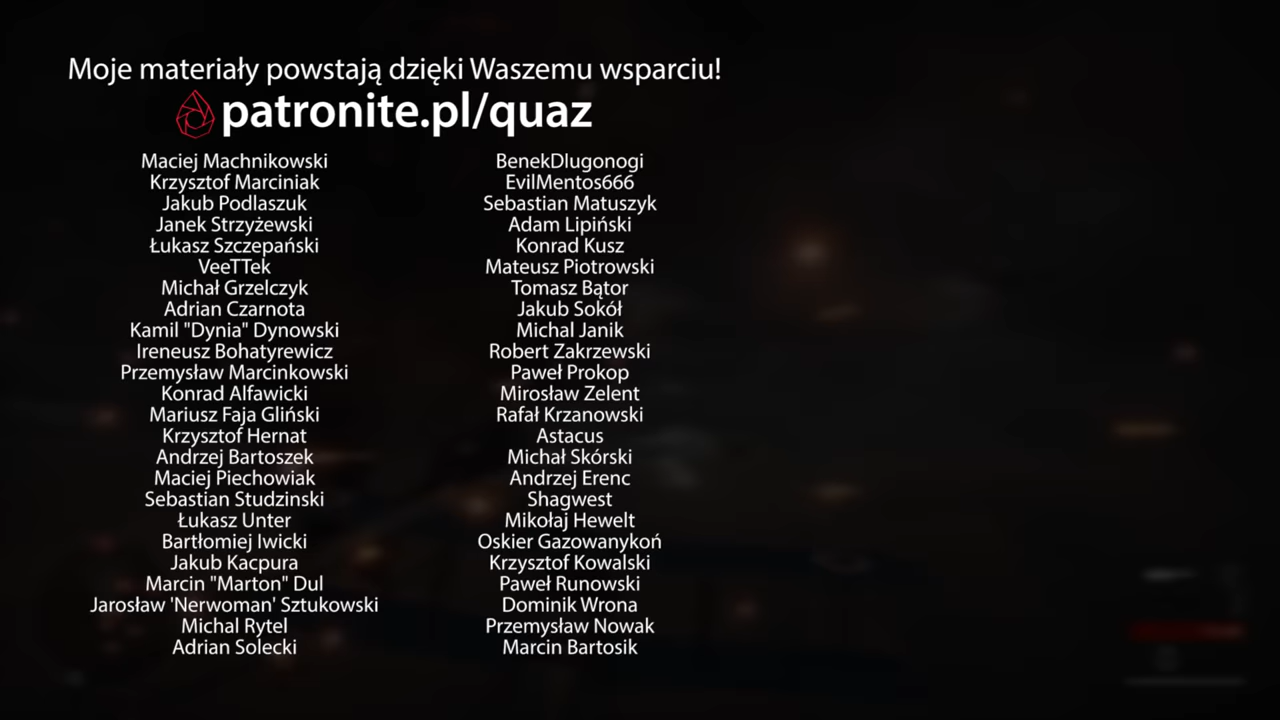 Moje materiały powstają dzięki Waszemu wsparciu!
patronite.pl/quaz
Maciej Machnikowski
Krzysztof Marciniak
Jakub Podlaszuk
Janek Strzyżewski
Łukasz Szczepański
VeeTTek
Michał Grzelczyk
Adrian Czarnota
Kamil "Dynia" Dynowski
Ireneusz Bohatyrewicz
Przemysław Marcinkowski
Konrad Alfawicki
Mariusz Faja Gliński
Krzysztof Hernat
Andrzej Bartoszek
Maciej Piechowiak
Sebastian Studzinski
Łukasz Unter
Bartłomiej Iwicki
Jakub Kacpura
Marcin "Marton" Dul
Jarosław 'Nerwoman' Sztukowski
Michal Rytel
Adrian Solecki
BenekDlugonogi
EvilMentos666
Sebastian Matuszyk
Adam Lipiński
Konrad Kusz
Mateusz Piotrowski
Tomasz Bątor
Jakub Sokół
Michal Janik
Robert Zakrzewski
Paweł Prokop
Mirosław Zelent
Rafał Krzanowski
Astacus
Michał Skórski
Andrzej Erenc
Shagwest
Mikołaj Hewelt
Oskier Gazowanykoń
Krzysztof Kowalski
Paweł Runowski
Dominik Wrona
Przemysław Nowak
Marcin Bartosik